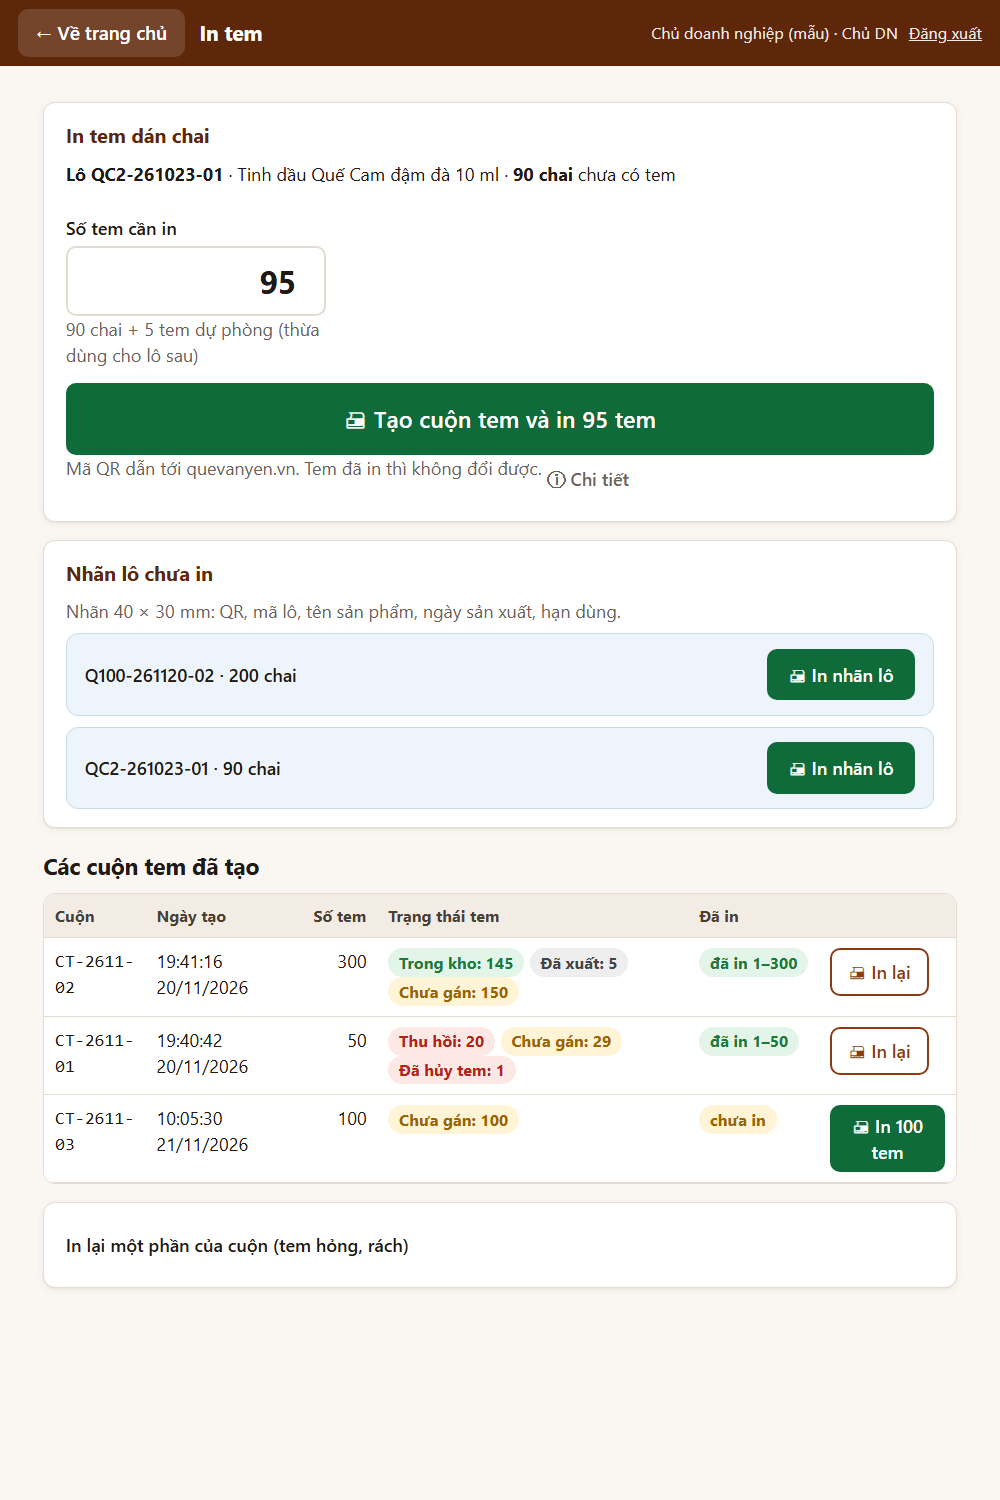 ← Về trang chủ
In tem
Chủ doanh nghiệp (mẫu) · Chủ DN Đăng xuất
In tem dán chai
Lô QC2-261023-01 · Tinh dầu Quế Cam đậm đà 10 ml · 90 chai chưa có tem
Số tem cần in
95
90 chai + 5 tem dự phòng (thừa
dùng cho lô sau)
Tạo cuộn tem và in 95 tem
Mã QR dẫn tới quevanyen.vn. Tem đã in thì không đổi được. ⓘ Chi tiết
Nhãn lô chưa in
Nhãn 40 × 30 mm: QR, mã lô, tên sản phẩm, ngày sản xuất, hạn dùng.
Q100-261120-02 · 200 chai
In nhãn lô
QC2-261023-01 · 90 chai
In nhãn lô
Các cuộn tem đã tạo
Cuộn Ngày tạo Số tem Trạng thái tem Đã in
CT-2611- 19:41:16 300 Trong kho: 145 Đã xuất: 5 đã in 1–300 In lại
02 20/11/2026 Chưa gán: 150
CT-2611- 19:40:42 50 Thu hồi: 20 Chưa gán: 29 đã in 1–50 In lại
01 20/11/2026 Đã hủy tem: 1
CT-2611- 10:05:30 100 Chưa gán: 100 chưa in In 100
03 21/11/2026 tem
In lại một phần của cuộn (tem hỏng, rách)